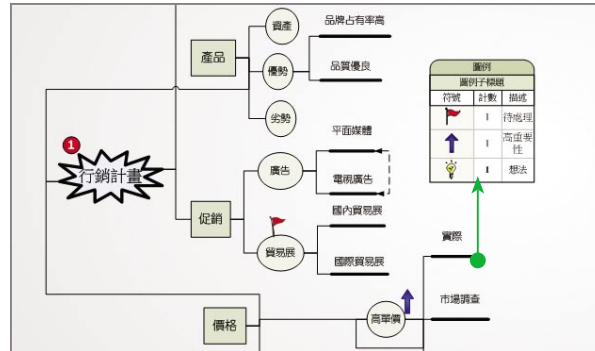 資產
品牌占有率高
產品
優勢
品質優良
劣勢
1
行銷計畫
平面媒體
廣告
電視廣告
促銷
國內貿易展
貿易展
國際貿易展
價格
高單價
實際
市場調查
圖例
圖例子標題
符號 計數 描述
1 待處理
1 高重要
性
1 想法